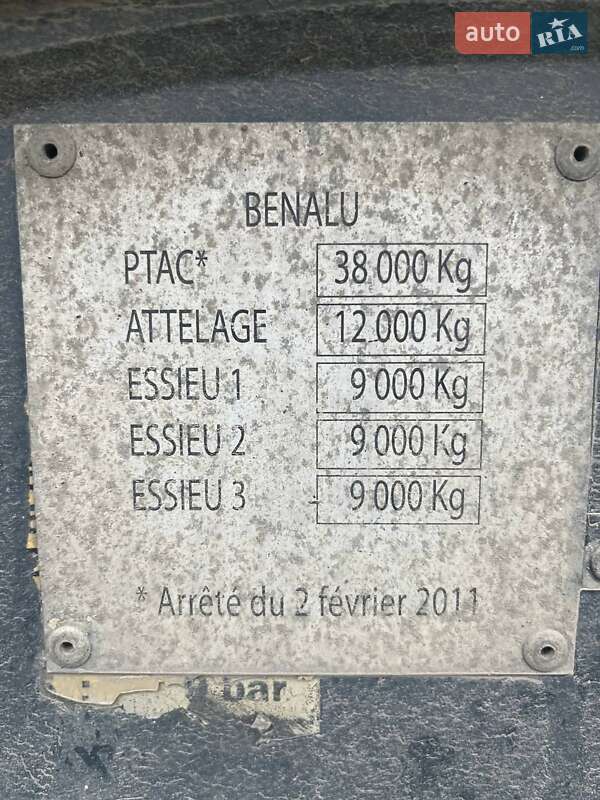 auto RIA.com
BENALU
PTAC* 38 000 Kg
ATTELAGE 12 000 Kg
ESSIEU 1 9 000 Kg
ESSIEU 2 9 000 Kg
ESSIEU 3 9 000 Kg
* Arrêté du 2 février 2011
bar